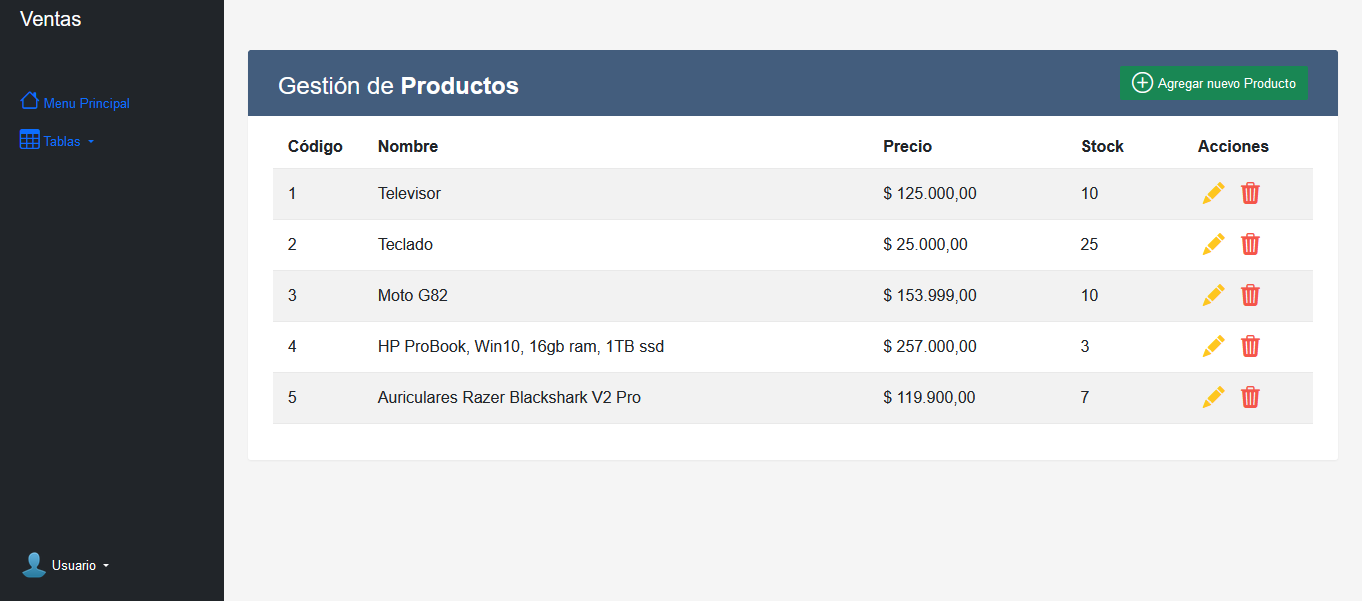 Ventas
Menu Principal
Tablas
Usuario
Gestión de Productos
Agregar nuevo Producto
Código Nombre Precio Stock Acciones
1 Televisor $ 125.000,00 10
2 Teclado $ 25.000,00 25
3 Moto G82 $ 153.999,00 10
4 HP ProBook, Win10, 16gb ram, 1TB ssd $ 257.000,00 3
5 Auriculares Razer Blackshark V2 Pro $ 119.900,00 7